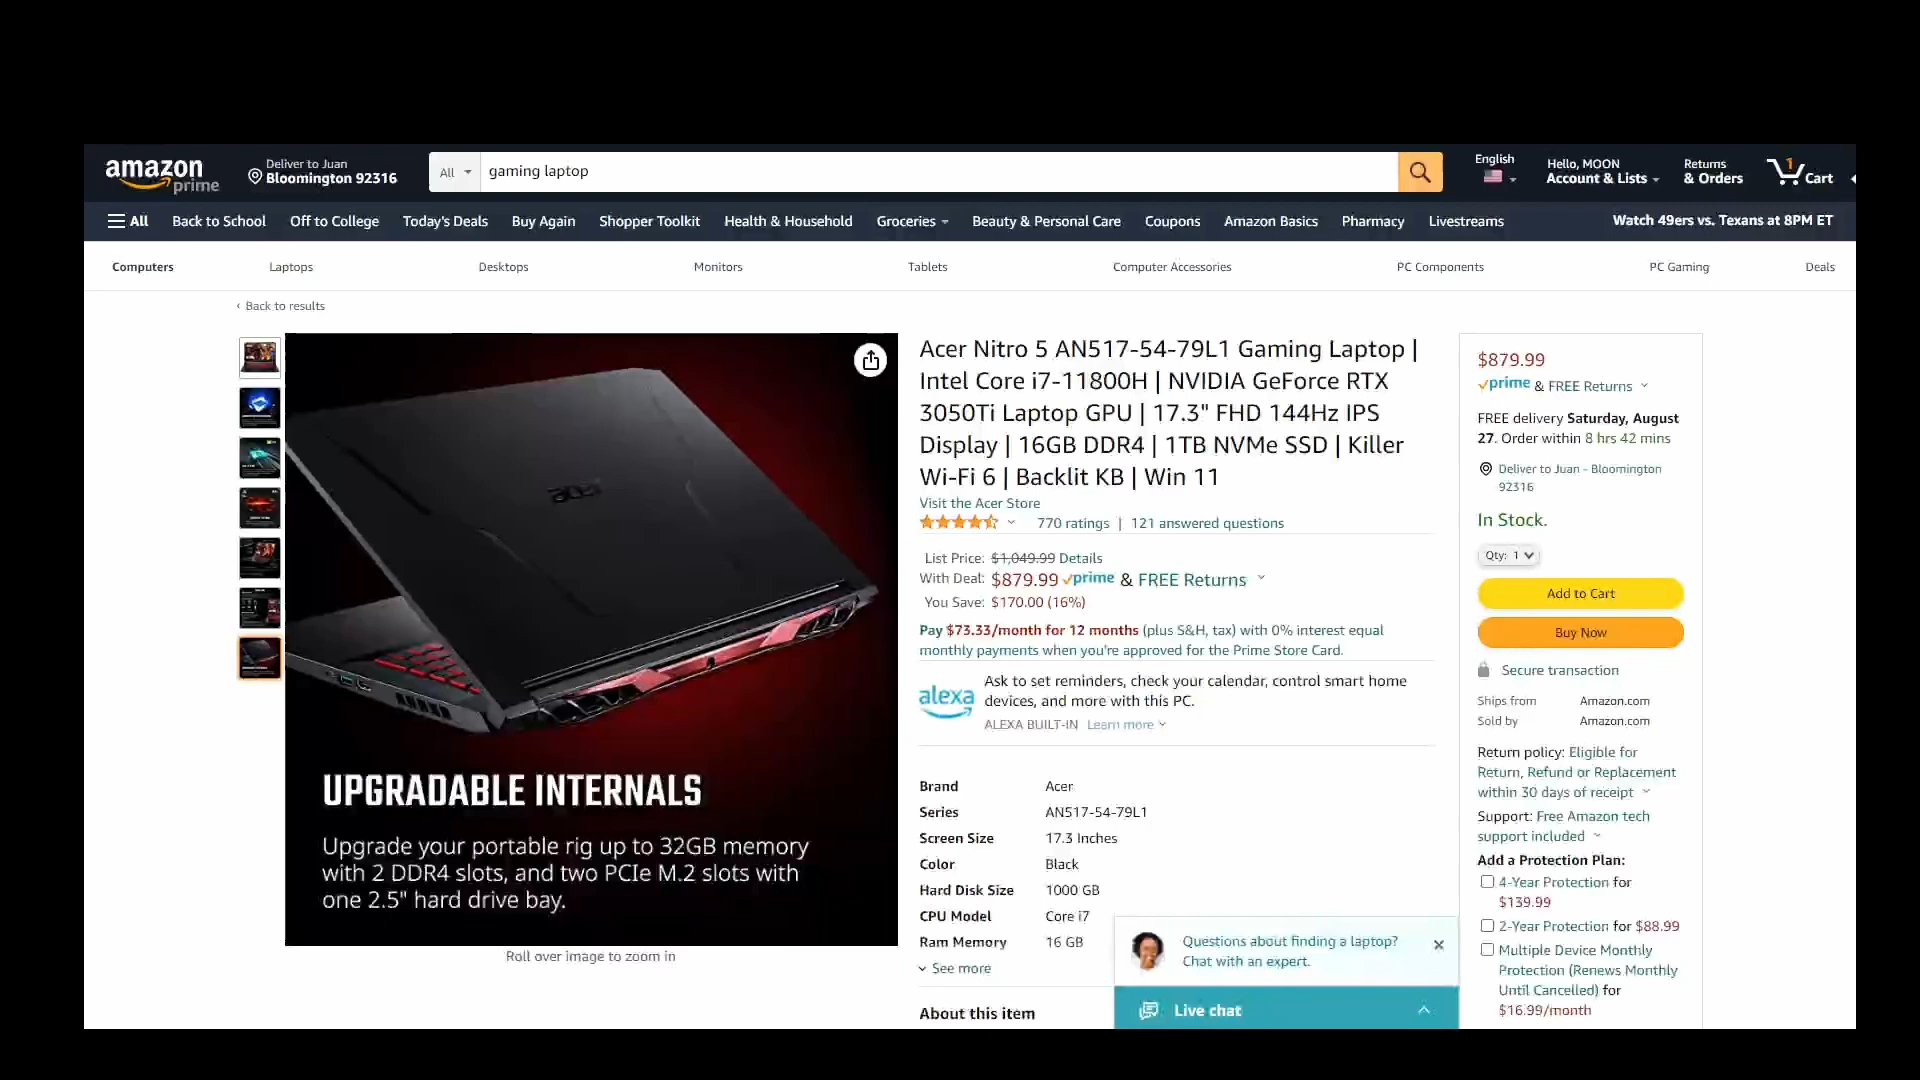 amazon prime
Deliver to Juan
Bloomington 92316
All
gaming laptop
English
Hello, MOON
Account & Lists
Returns
& Orders
1
Cart
All
Back to School
Off to College
Today's Deals
Buy Again
Shopper Toolkit
Health & Household
Groceries
Beauty & Personal Care
Coupons
Amazon Basics
Pharmacy
Livestreams
Watch 49ers vs. Texans at 8PM ET
Computers
Laptops
Desktops
Monitors
Tablets
Computer Accessories
PC Components
PC Gaming
Deals
‹ Back to results
acer
UPGRADABLE INTERNALS
Upgrade your portable rig up to 32GB memory
with 2 DDR4 slots, and two PCIe M.2 slots with
one 2.5" hard drive bay.
Roll over image to zoom in
Acer Nitro 5 AN517-54-79L1 Gaming Laptop |
Intel Core i7-11800H | NVIDIA GeForce RTX
3050Ti Laptop GPU | 17.3" FHD 144Hz IPS
Display | 16GB DDR4 | 1TB NVMe SSD | Killer
Wi-Fi 6 | Backlit KB | Win 11
Visit the Acer Store
770 ratings | 121 answered questions
List Price: $1,049.99 Details
With Deal: $879.99 prime & FREE Returns
You Save: $170.00 (16%)
Pay $73.33/month for 12 months (plus S&H, tax) with 0% interest equal
monthly payments when you're approved for the Prime Store Card.
alexa
Ask to set reminders, check your calendar, control smart home
devices, and more with this PC.
ALEXA BUILT-IN Learn more
Brand Acer
Series AN517-54-79L1
Screen Size 17.3 Inches
Color Black
Hard Disk Size 1000 GB
CPU Model Core i7
Ram Memory 16 GB
See more
About this item
Questions about finding a laptop?
Chat with an expert.
Live chat
$879.99
prime & FREE Returns
FREE delivery Saturday, August
27. Order within 8 hrs 42 mins
Deliver to Juan - Bloomington
92316
In Stock.
Qty: 1
Add to Cart
Buy Now
Secure transaction
Ships from Amazon.com
Sold by Amazon.com
Return policy: Eligible for
Return, Refund or Replacement
within 30 days of receipt
Support: Free Amazon tech
support included
Add a Protection Plan:
4-Year Protection for
$139.99
2-Year Protection for $88.99
Multiple Device Monthly
Protection (Renews Monthly
Until Cancelled) for
$16.99/month